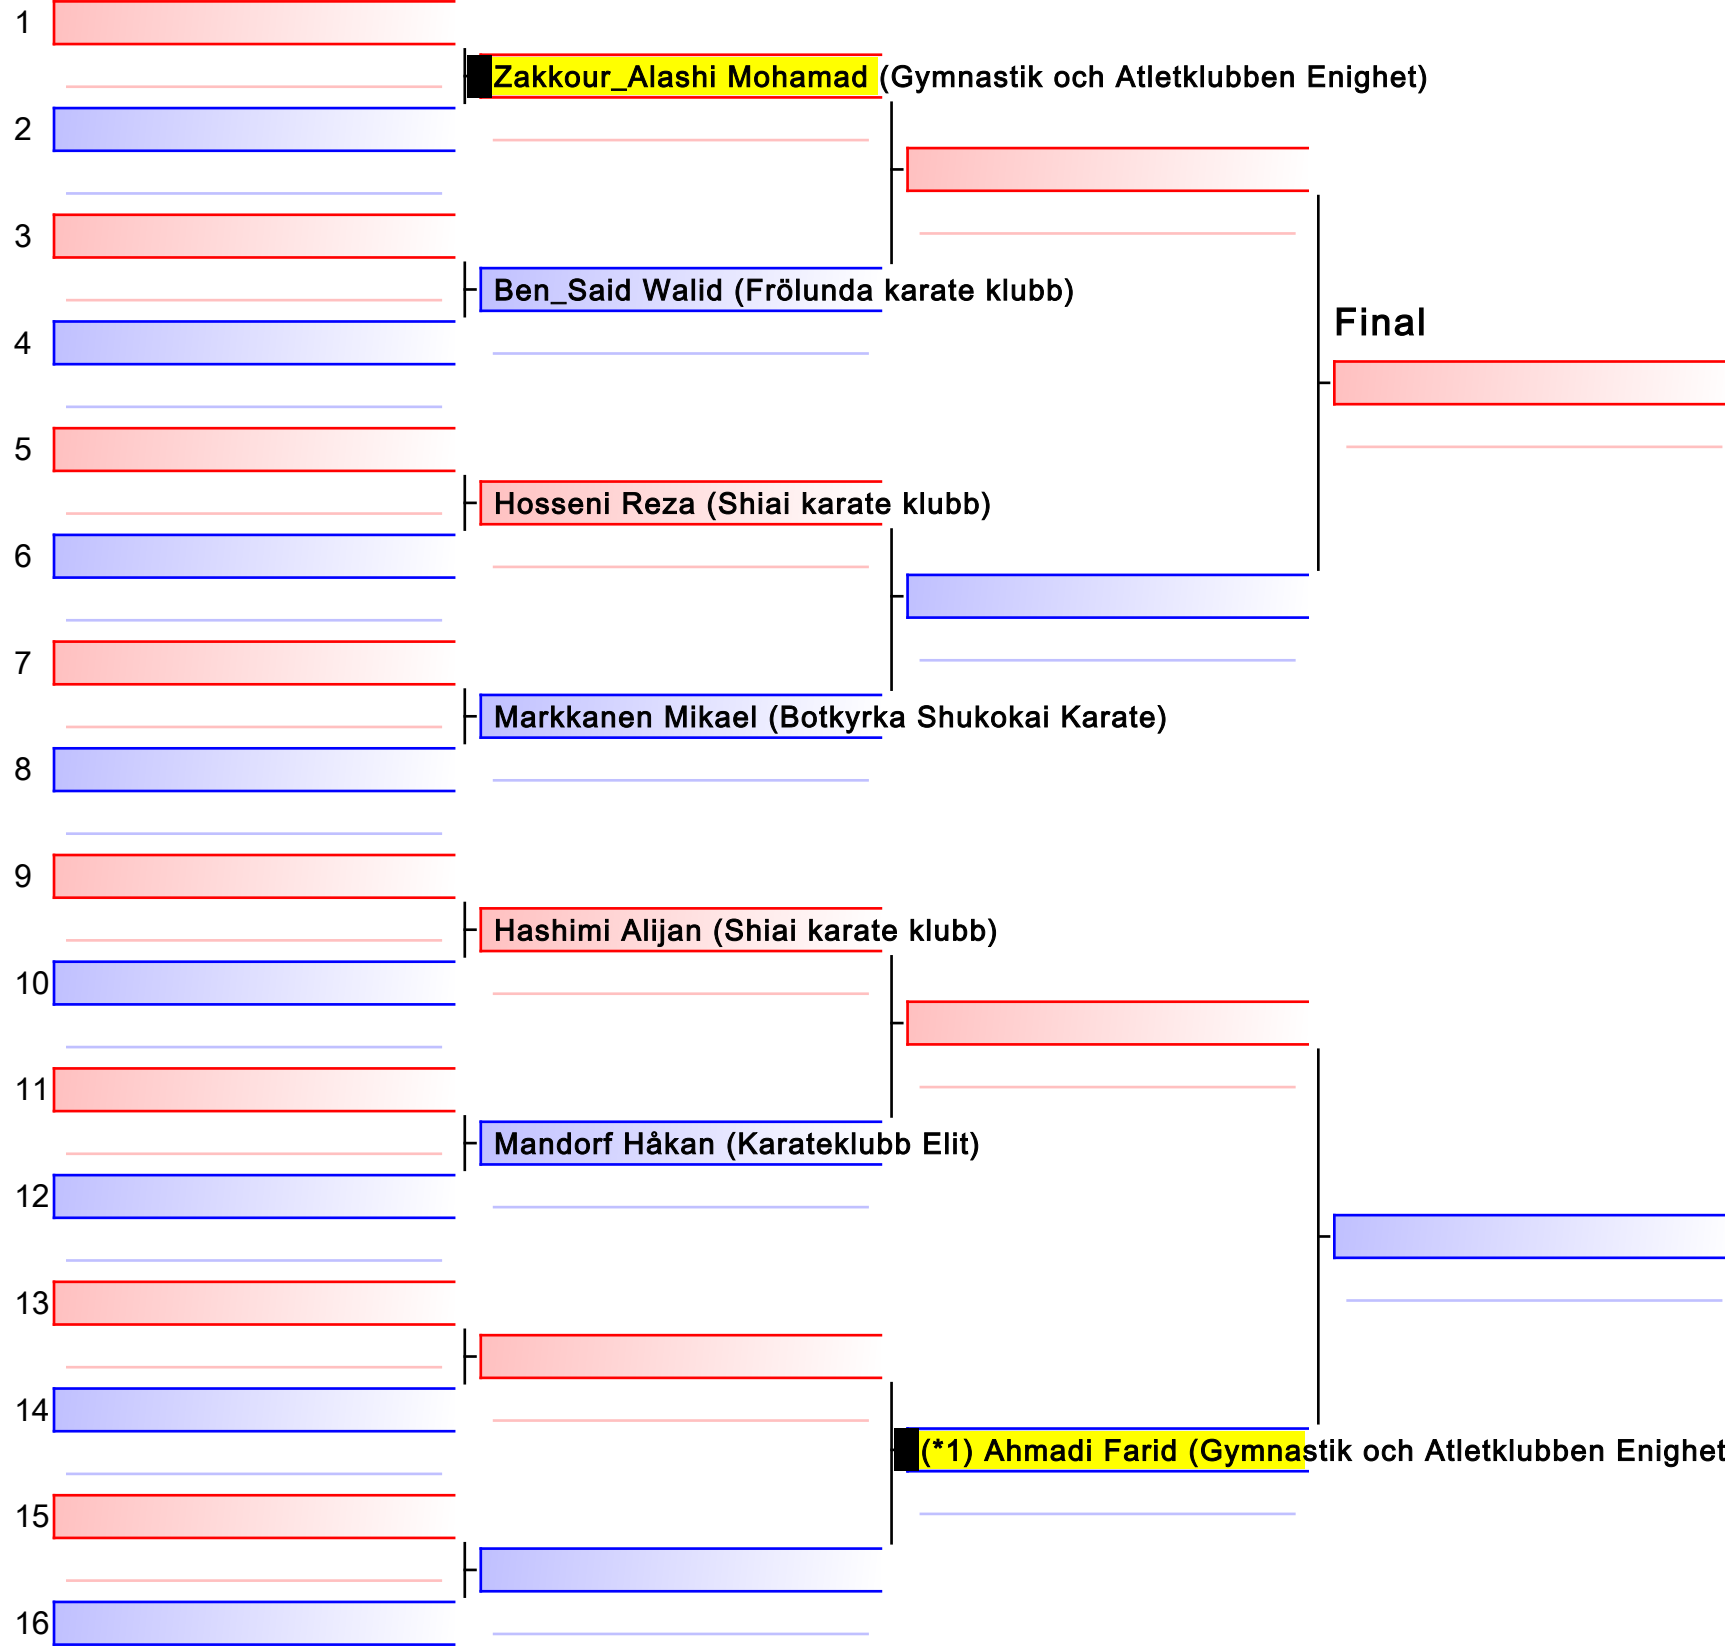 1
Zakkour_Alashi Mohamad (Gymnastik och Atletklubben Enighet)
2
3
Ben_Said Walid (Frölunda karate klubb)
Final
4
5
Hosseni Reza (Shiai karate klubb)
6
7
Markkanen Mikael (Botkyrka Shukokai Karate)
8
9
Hashimi Alijan (Shiai karate klubb)
10
11
Mandorf Håkan (Karateklubb Elit)
12
13
14
(*1) Ahmadi Farid (Gymnastik och Atletklubben Enighet
15
16